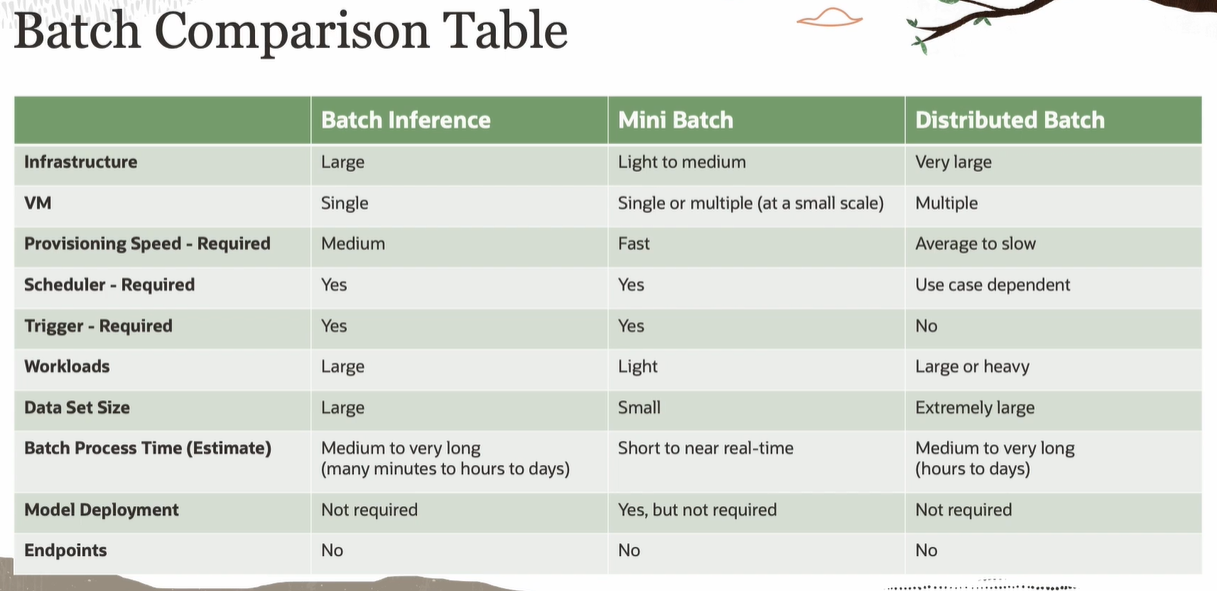 Batch Comparison Table
Batch Inference Mini Batch Distributed Batch
Infrastructure Large Light to medium Very large
VM Single Single or multiple (at a small scale) Multiple
Provisioning Speed - Required Medium Fast Average to slow
Scheduler - Required Yes Yes Use case dependent
Trigger - Required Yes Yes No
Workloads Large Light Large or heavy
Data Set Size Large Small Extremely large
Batch Process Time (Estimate) Medium to very long Short to near real-time Medium to very long
(many minutes to hours to days) (hours to days)
Model Deployment Not required Yes, but not required Not required
Endpoints No No No